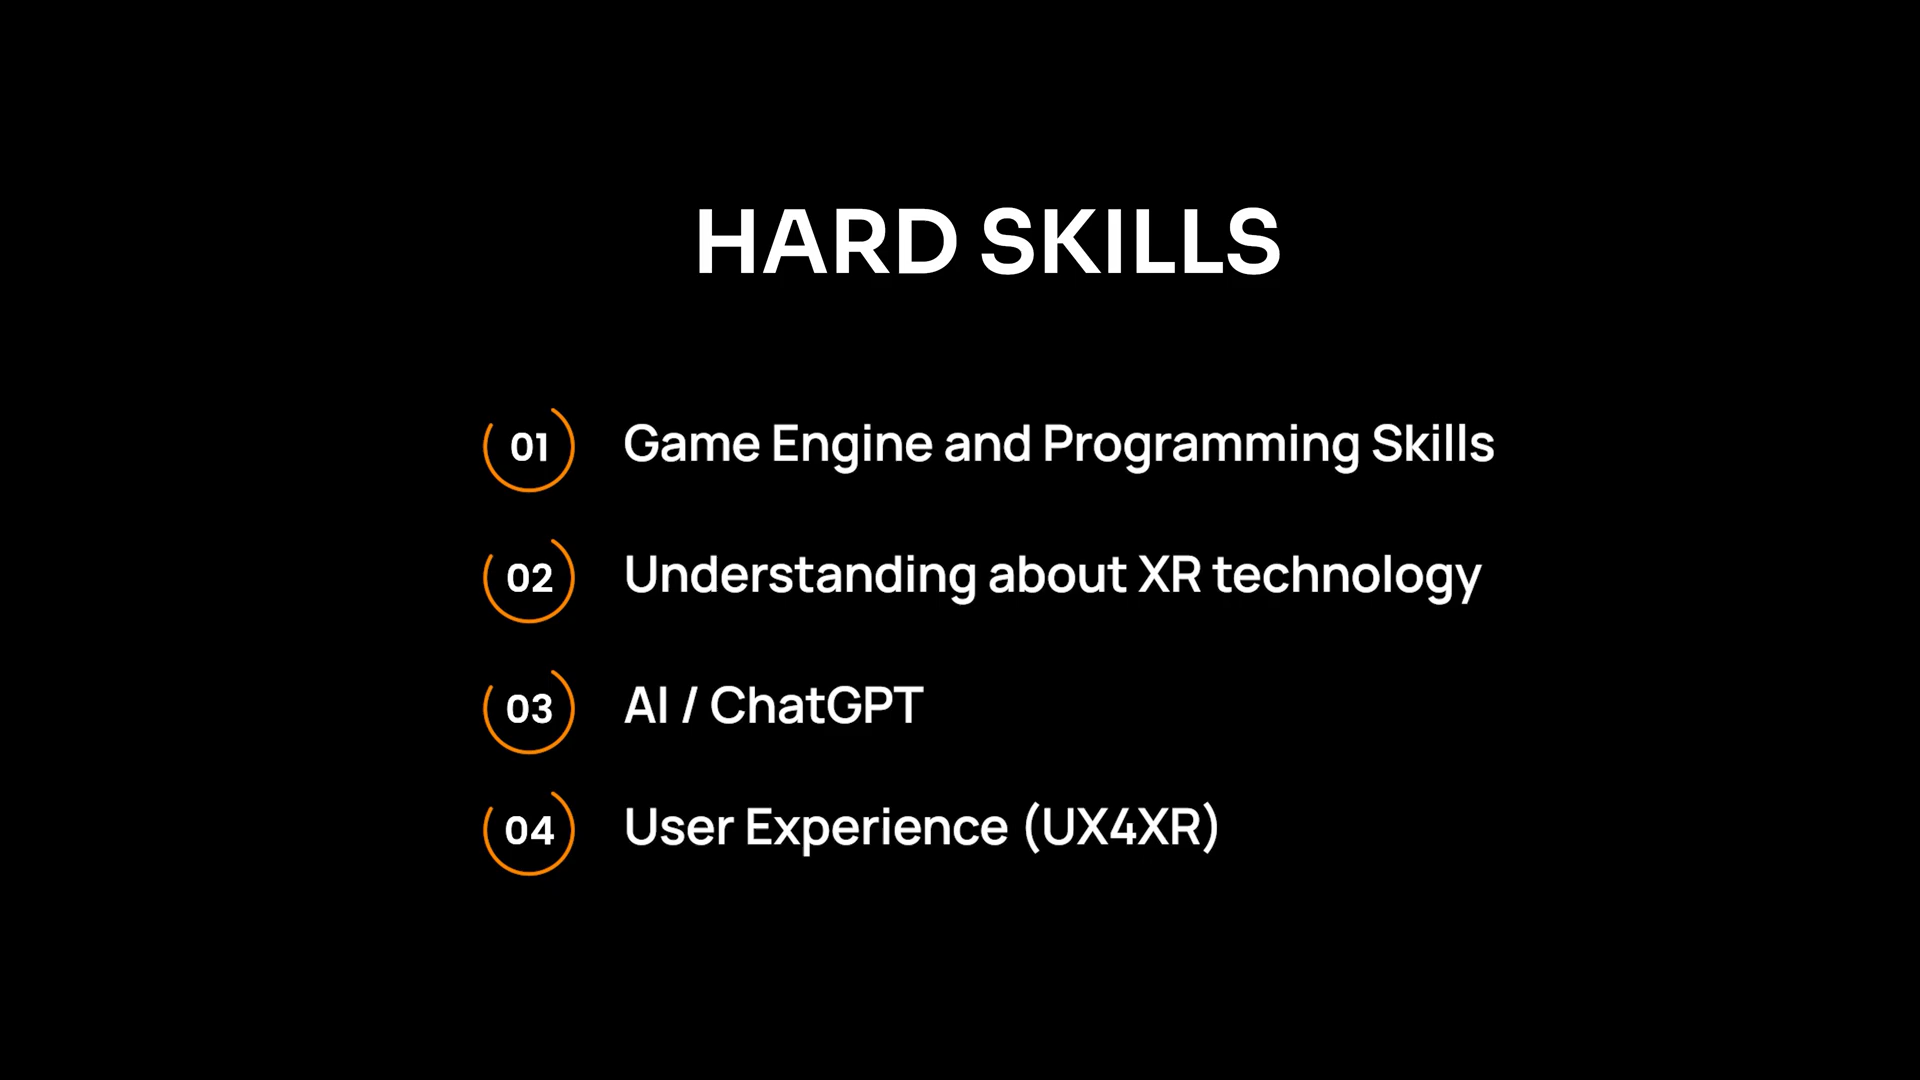 HARD SKILLS
01 Game Engine and Programming Skills
02 Understanding about XR technology
03 AI / ChatGPT
04 User Experience (UX4XR)